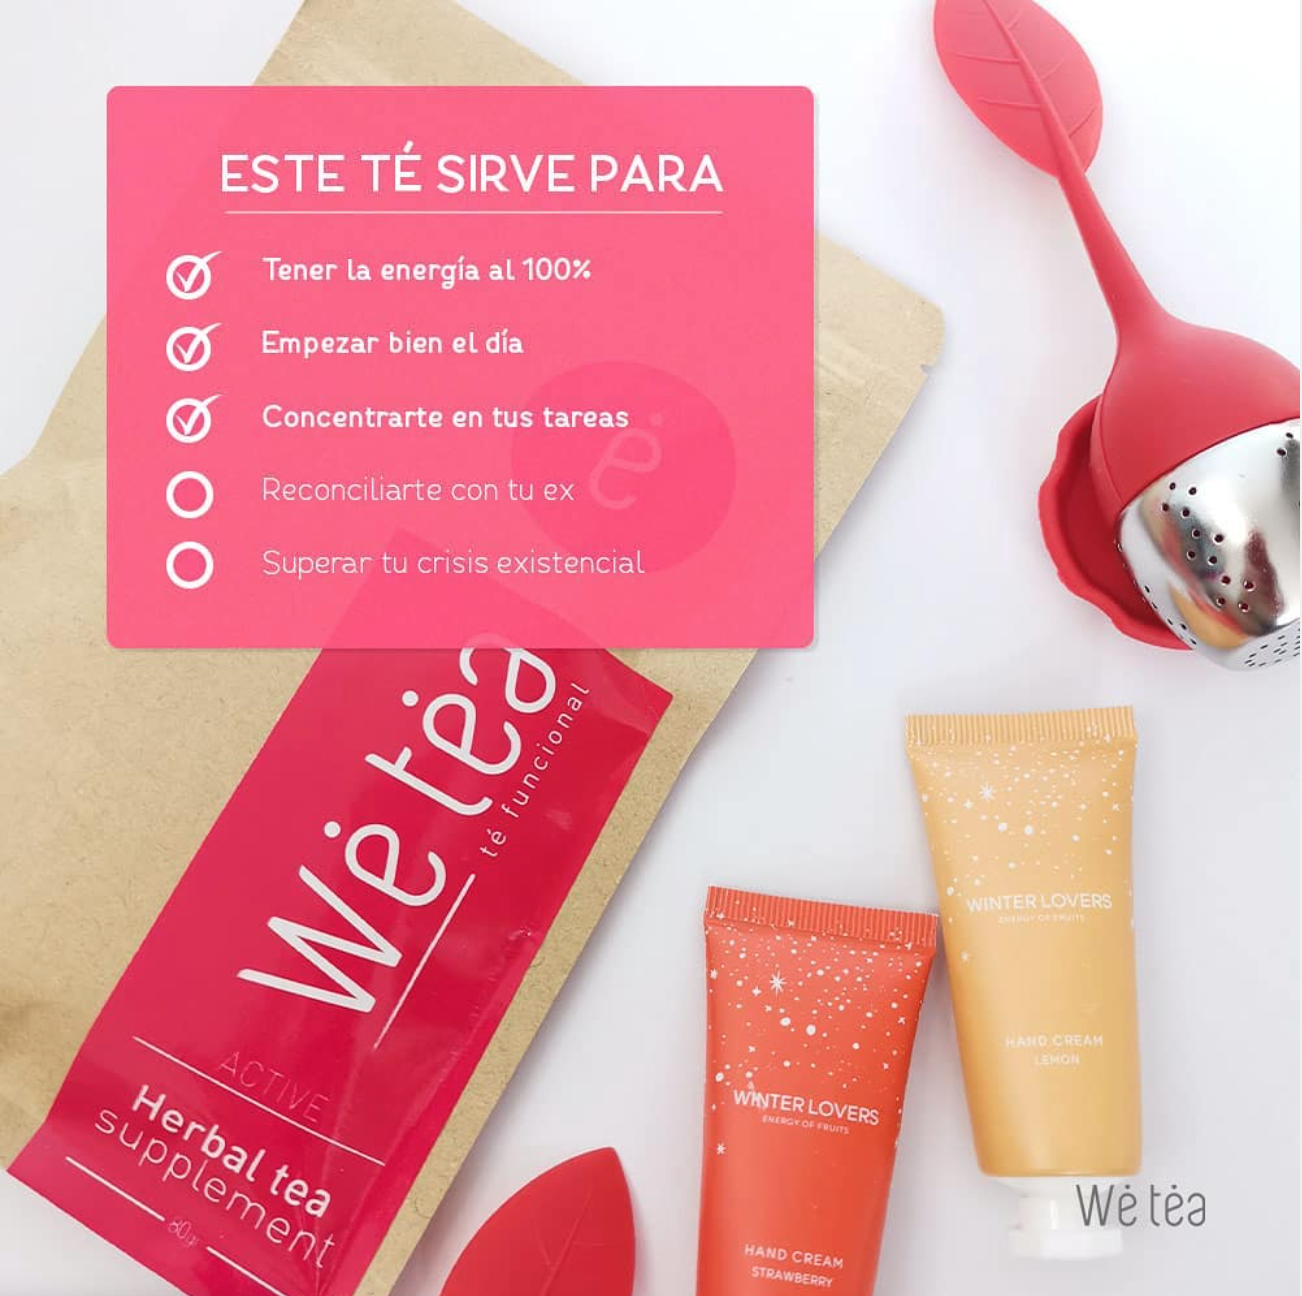 ESTE TÉ SIRVE PARA
Tener la energía al 100%
Empezar bien el día
Concentrarte en tus tareas
Reconciliarte con tu ex
Superar tu crisis existencial
Wė tėa
té funcional
ACTIVE
Herbal tea
supplement
80gr
WINTER LOVERS
ENERGY OF FRUITS
HAND CREAM
LEMON
WINTER LOVERS
ENERGY OF FRUITS
HAND CREAM
STRAWBERRY
Wė tėa